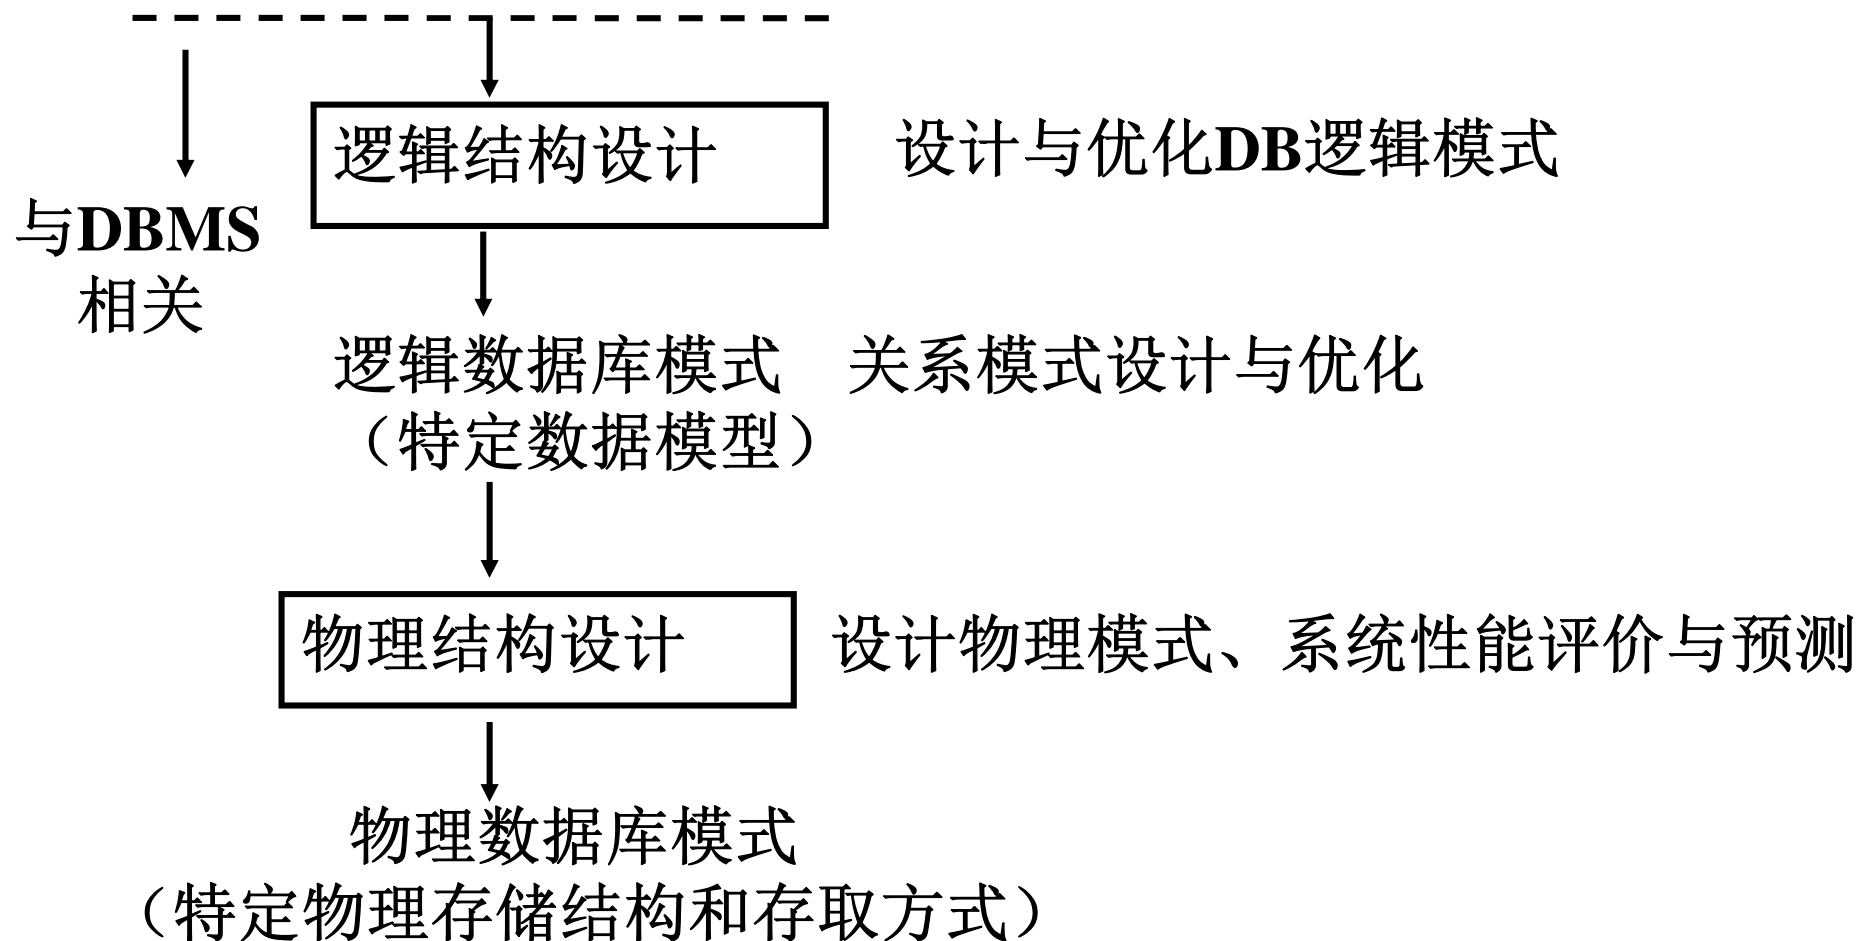 逻辑结构设计
设计与优化DB逻辑模式
与DBMS
相关
逻辑数据库模式 关系模式设计与优化
（特定数据模型）
物理结构设计
设计物理模式、系统性能评价与预测
物理数据库模式
（特定物理存储结构和存取方式）